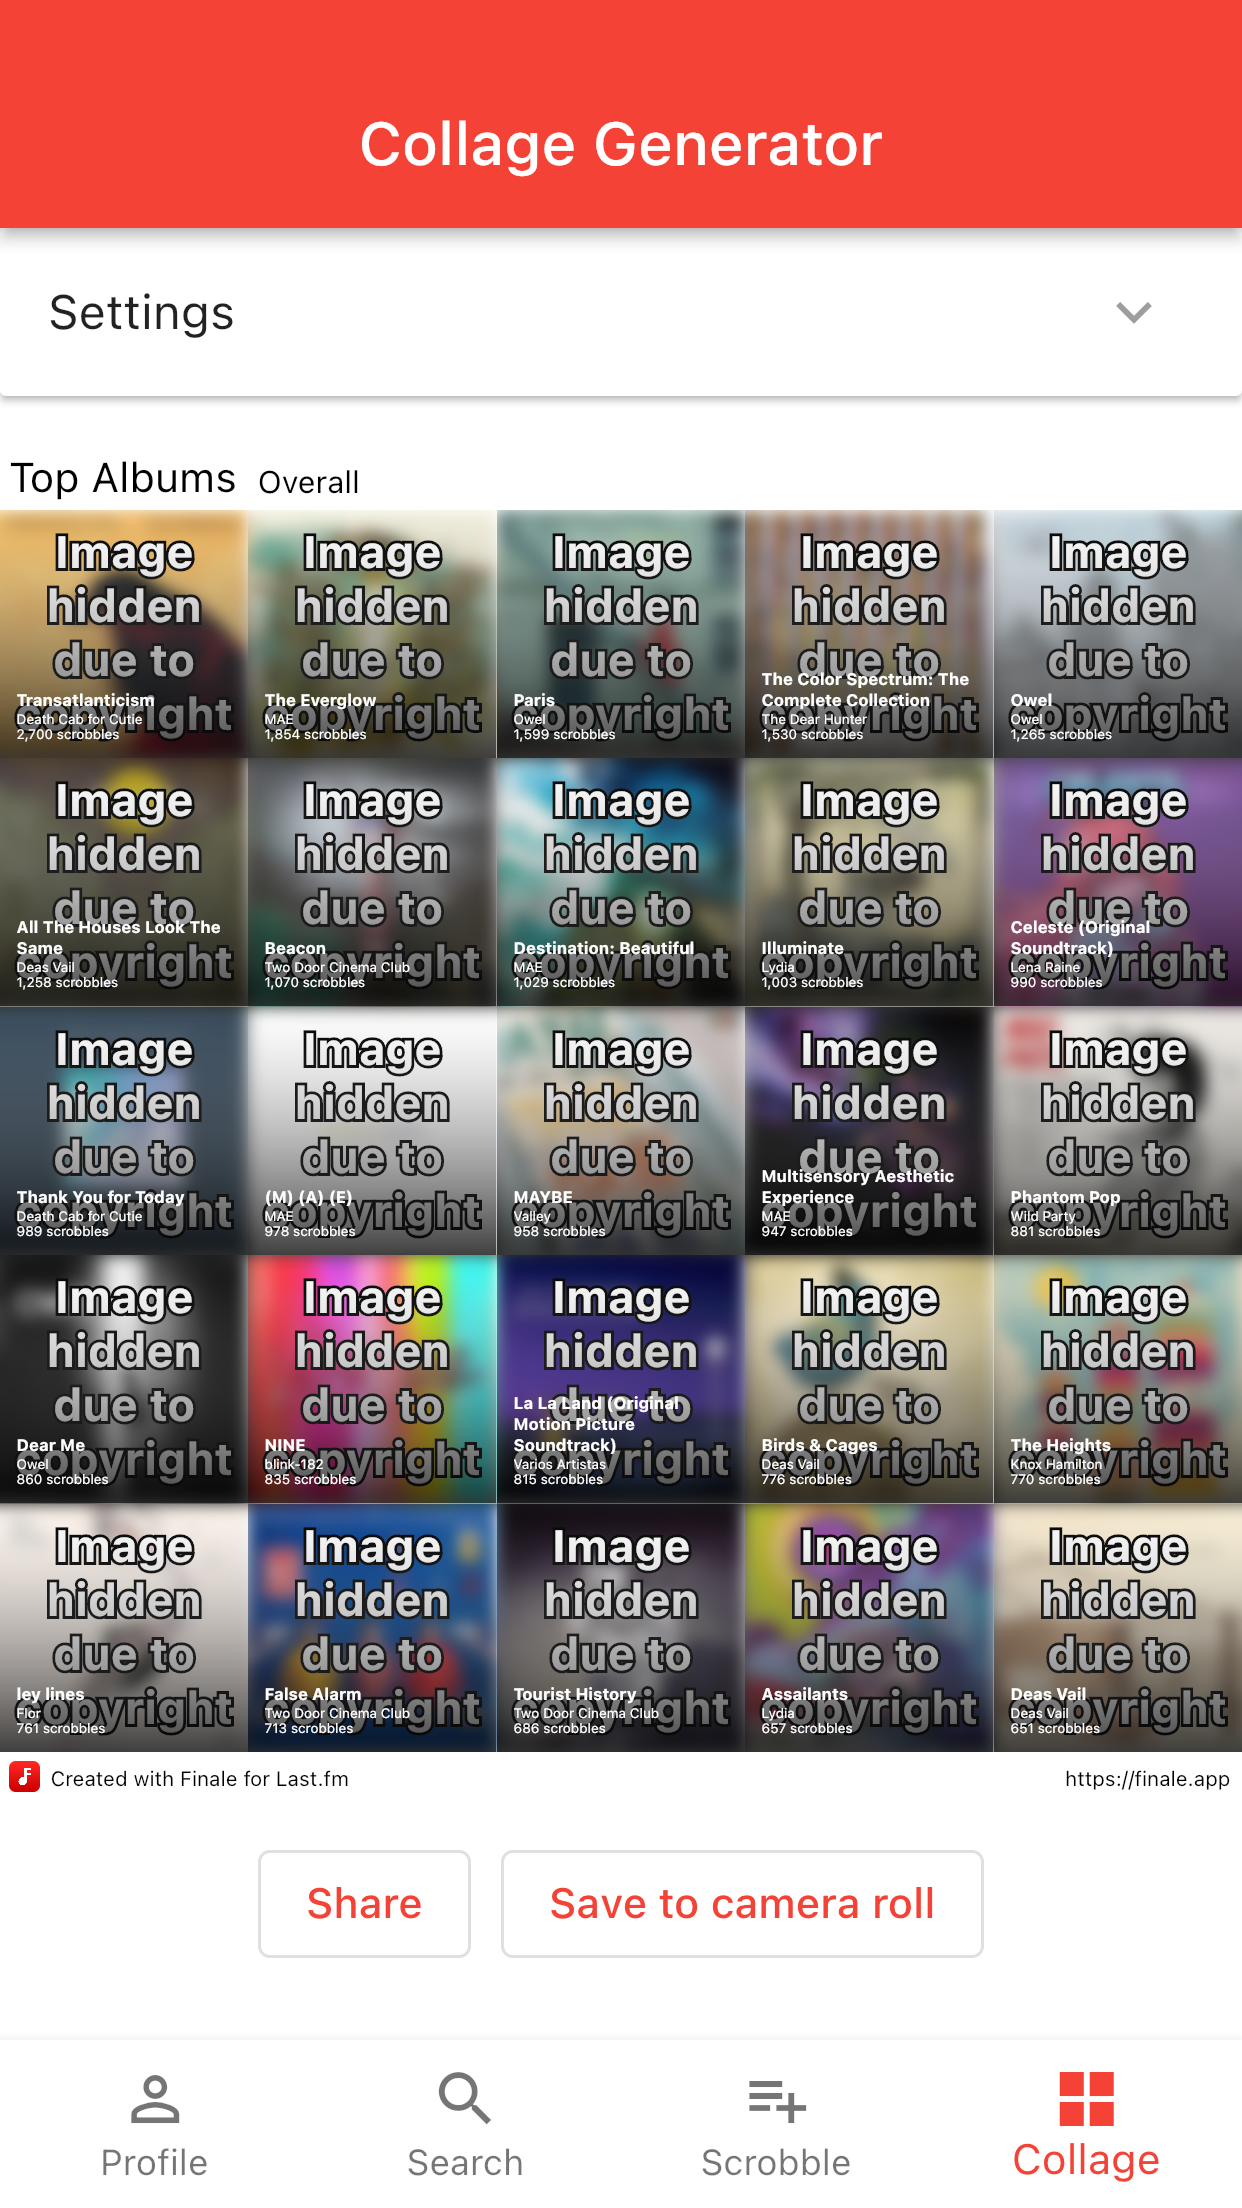 Collage Generator
Settings
Top Albums Overall
Image
hidden
due to
copyright
Transatlanticism
Death Cab for Cutie
2,700 scrobbles
Image
hidden
due to
copyright
The Everglow
MAE
1,854 scrobbles
Image
hidden
due to
copyright
Paris
Owel
1,599 scrobbles
Image
hidden
due to
copyright
The Color Spectrum: The
Complete Collection
The Dear Hunter
1,530 scrobbles
Image
hidden
due to
copyright
Owel
Owel
1,265 scrobbles
Image
hidden
due to
copyright
All The Houses Look The
Same
Deas Vail
1,258 scrobbles
Image
hidden
due to
copyright
Beacon
Two Door Cinema Club
1,070 scrobbles
Image
hidden
due to
copyright
Destination: Beautiful
MAE
1,029 scrobbles
Image
hidden
due to
copyright
Illuminate
Lydia
1,003 scrobbles
Image
hidden
due to
copyright
Celeste (Original
Soundtrack)
Lena Raine
990 scrobbles
Image
hidden
due to
copyright
Thank You for Today
Death Cab for Cutie
989 scrobbles
Image
hidden
due to
copyright
(M) (A) (E)
MAE
978 scrobbles
Image
hidden
due to
copyright
MAYBE
Valley
958 scrobbles
Image
hidden
due to
copyright
Multisensory Aesthetic
Experience
MAE
947 scrobbles
Image
hidden
due to
copyright
Phantom Pop
Wild Party
881 scrobbles
Image
hidden
due to
copyright
Dear Me
Owel
860 scrobbles
Image
hidden
due to
copyright
NINE
blink-182
835 scrobbles
Image
hidden
due to
copyright
La La Land (Original
Motion Picture
Soundtrack)
Varios Artistas
815 scrobbles
Image
hidden
due to
copyright
Birds & Cages
Deas Vail
776 scrobbles
Image
hidden
due to
copyright
The Heights
Knox Hamilton
770 scrobbles
Image
hidden
due to
copyright
ley lines
Flor
761 scrobbles
Image
hidden
due to
copyright
False Alarm
Two Door Cinema Club
713 scrobbles
Image
hidden
due to
copyright
Tourist History
Two Door Cinema Club
686 scrobbles
Image
hidden
due to
copyright
Assailants
Lydia
657 scrobbles
Image
hidden
due to
copyright
Deas Vail
Deas Vail
651 scrobbles
Created with Finale for Last.fm
https://finale.app
Share
Save to camera roll
Profile
Search
Scrobble
Collage